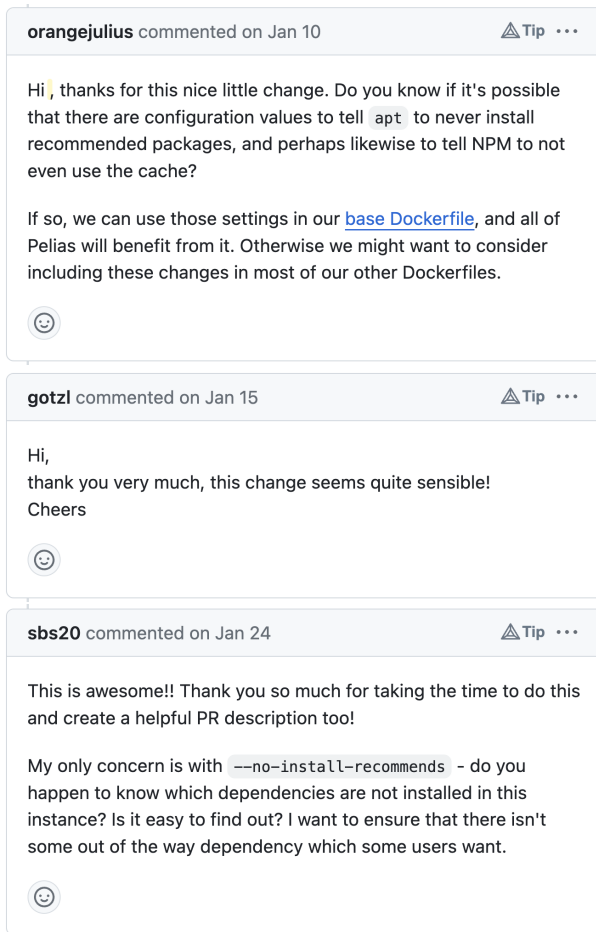 orangejulius commented on Jan 10
Tip
Hi , thanks for this nice little change. Do you know if it's possible
that there are configuration values to tell apt to never install
recommended packages, and perhaps likewise to tell NPM to not
even use the cache?
If so, we can use those settings in our base Dockerfile, and all of
Pelias will benefit from it. Otherwise we might want to consider
including these changes in most of our other Dockerfiles.
gotzl commented on Jan 15
Tip
Hi,
thank you very much, this change seems quite sensible!
Cheers
sbs20 commented on Jan 24
Tip
This is awesome!! Thank you so much for taking the time to do this
and create a helpful PR description too!
My only concern is with --no-install-recommends - do you
happen to know which dependencies are not installed in this
instance? Is it easy to find out? I want to ensure that there isn't
some out of the way dependency which some users want.